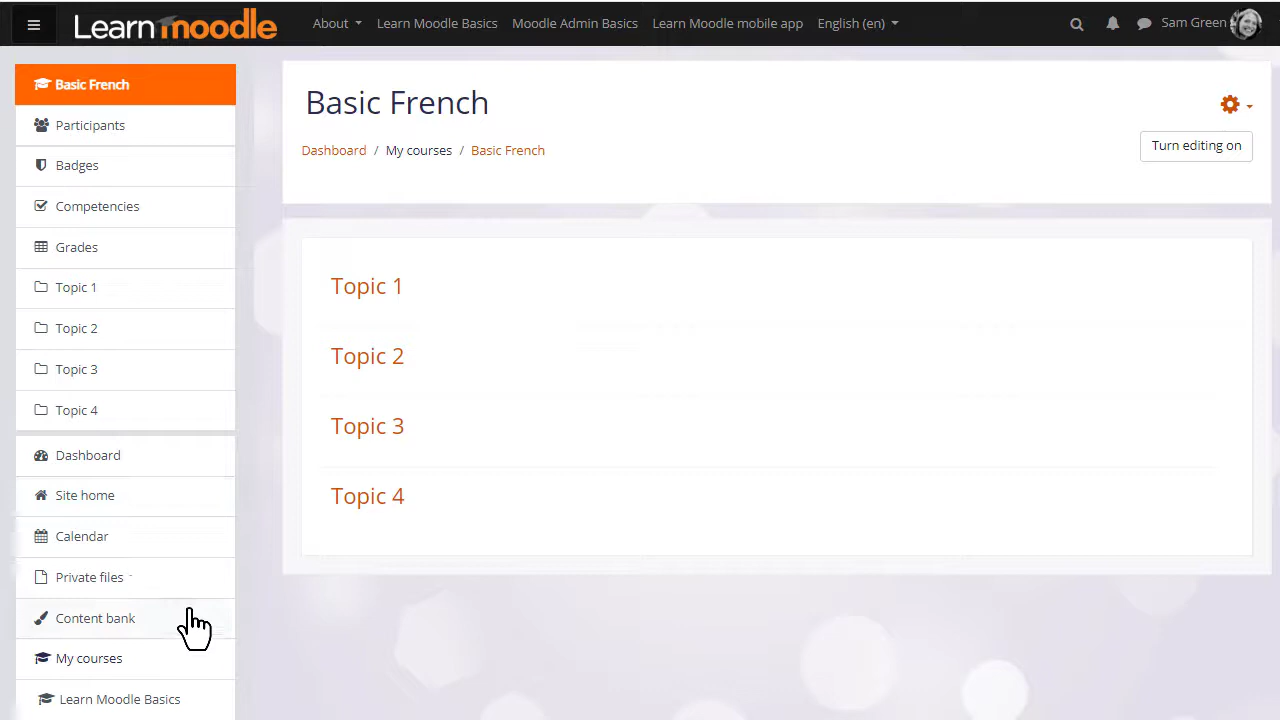 Learn moodle
About
Learn Moodle Basics
Moodle Admin Basics
Learn Moodle mobile app
English (en)
Sam Green
Basic French
Participants
Badges
Competencies
Grades
Topic 1
Topic 2
Topic 3
Topic 4
Dashboard
Site home
Calendar
Private files
Content bank
My courses
Learn Moodle Basics
Basic French
Dashboard / My courses / Basic French
Turn editing on
Topic 1
Topic 2
Topic 3
Topic 4